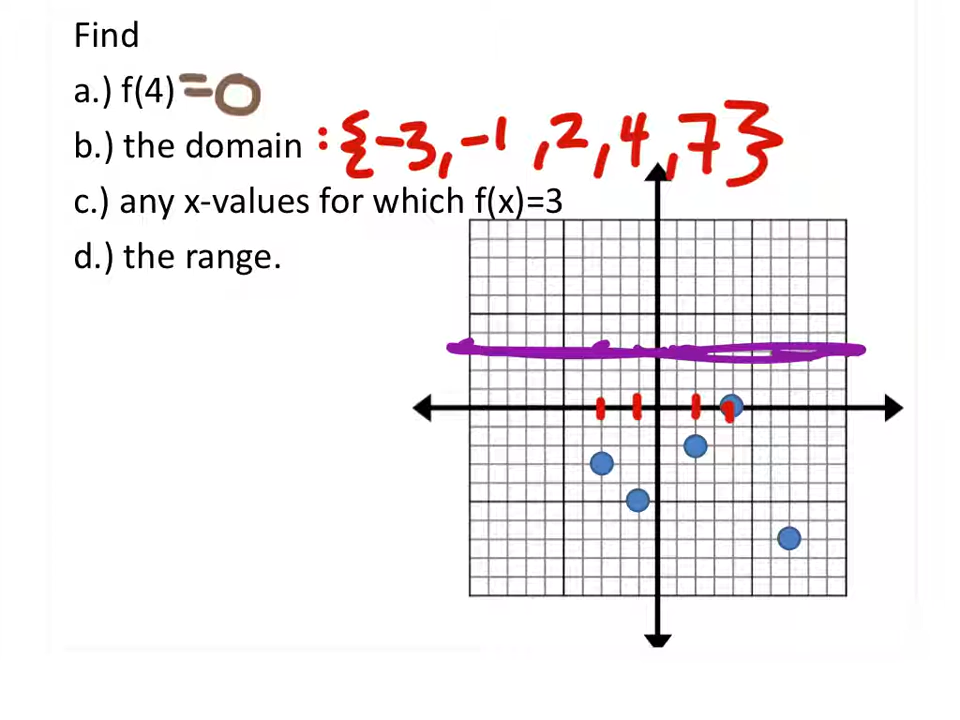 Find
a.) f(4) =0
b.) the domain :{-3, -1 ,2, 4, 7}
c.) any x-values for which f(x)=3
d.) the range.